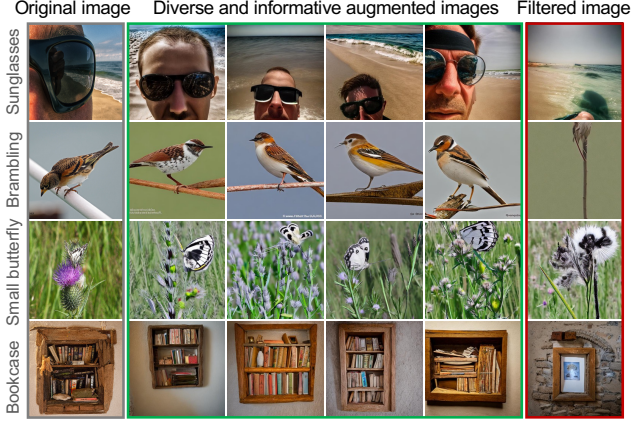 Original image
Diverse and informative augmented images
Filtered image
Sunglasses
Brambling
Small butterfly
Bookcase